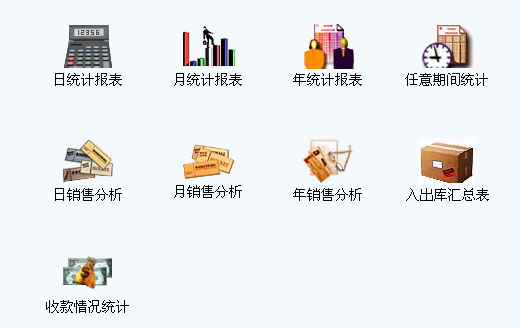 12356
日统计报表
月统计报表
年统计报表
任意期间统计
日销售分析
月销售分析
年销售分析
入出库汇总表
收款情况统计